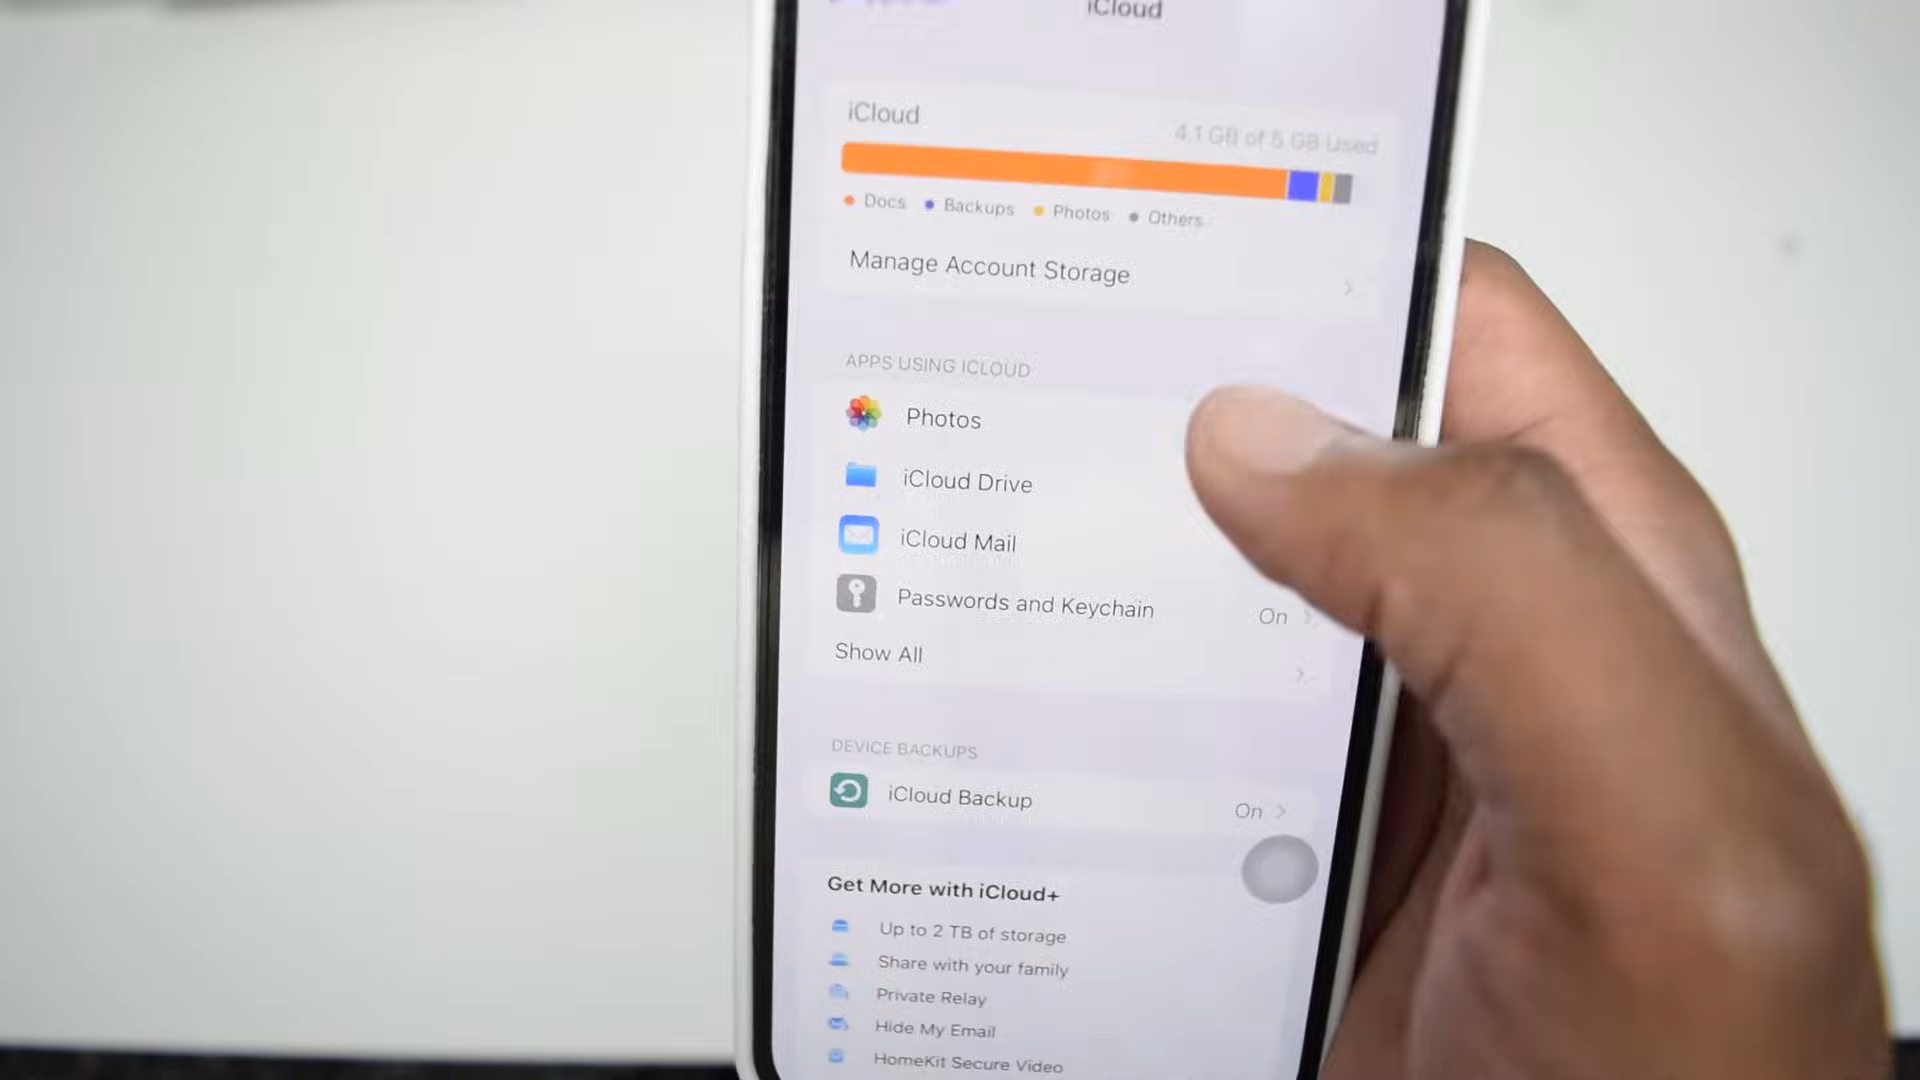 iCloud
iCloud
4.1 GB of 5 GB Used
Docs Backups Photos Others
Manage Account Storage
APPS USING ICLOUD
Photos
iCloud Drive
iCloud Mail
Passwords and Keychain On
Show All
DEVICE BACKUPS
iCloud Backup On
Get More with iCloud+
Up to 2 TB of storage
Share with your family
Private Relay
Hide My Email
HomeKit Secure Video